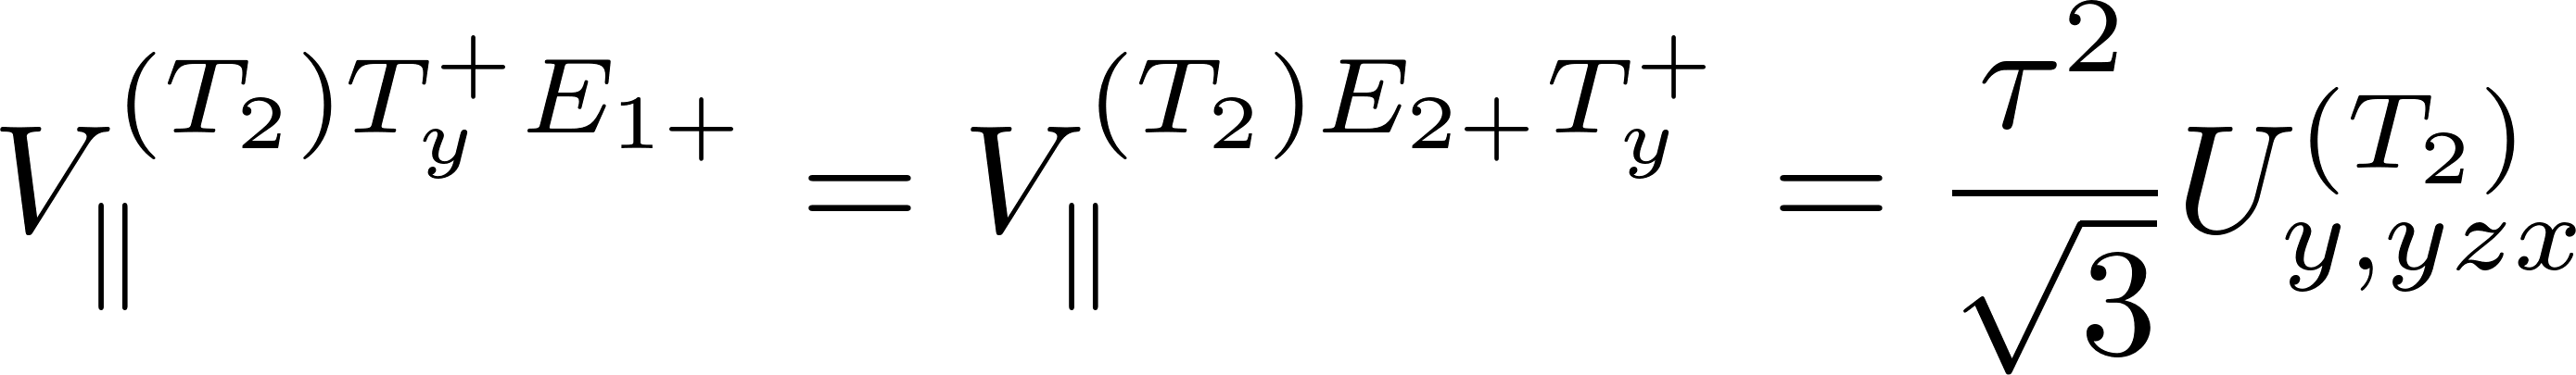 $V_{\parallel}^{(T_2)T_y^+E_{1+}} = V_{\parallel}^{(T_2)E_{2+}T_y^+} = \frac{\tau^2}{\sqrt{3}} U_{y,yzx}^{(T_2)}$